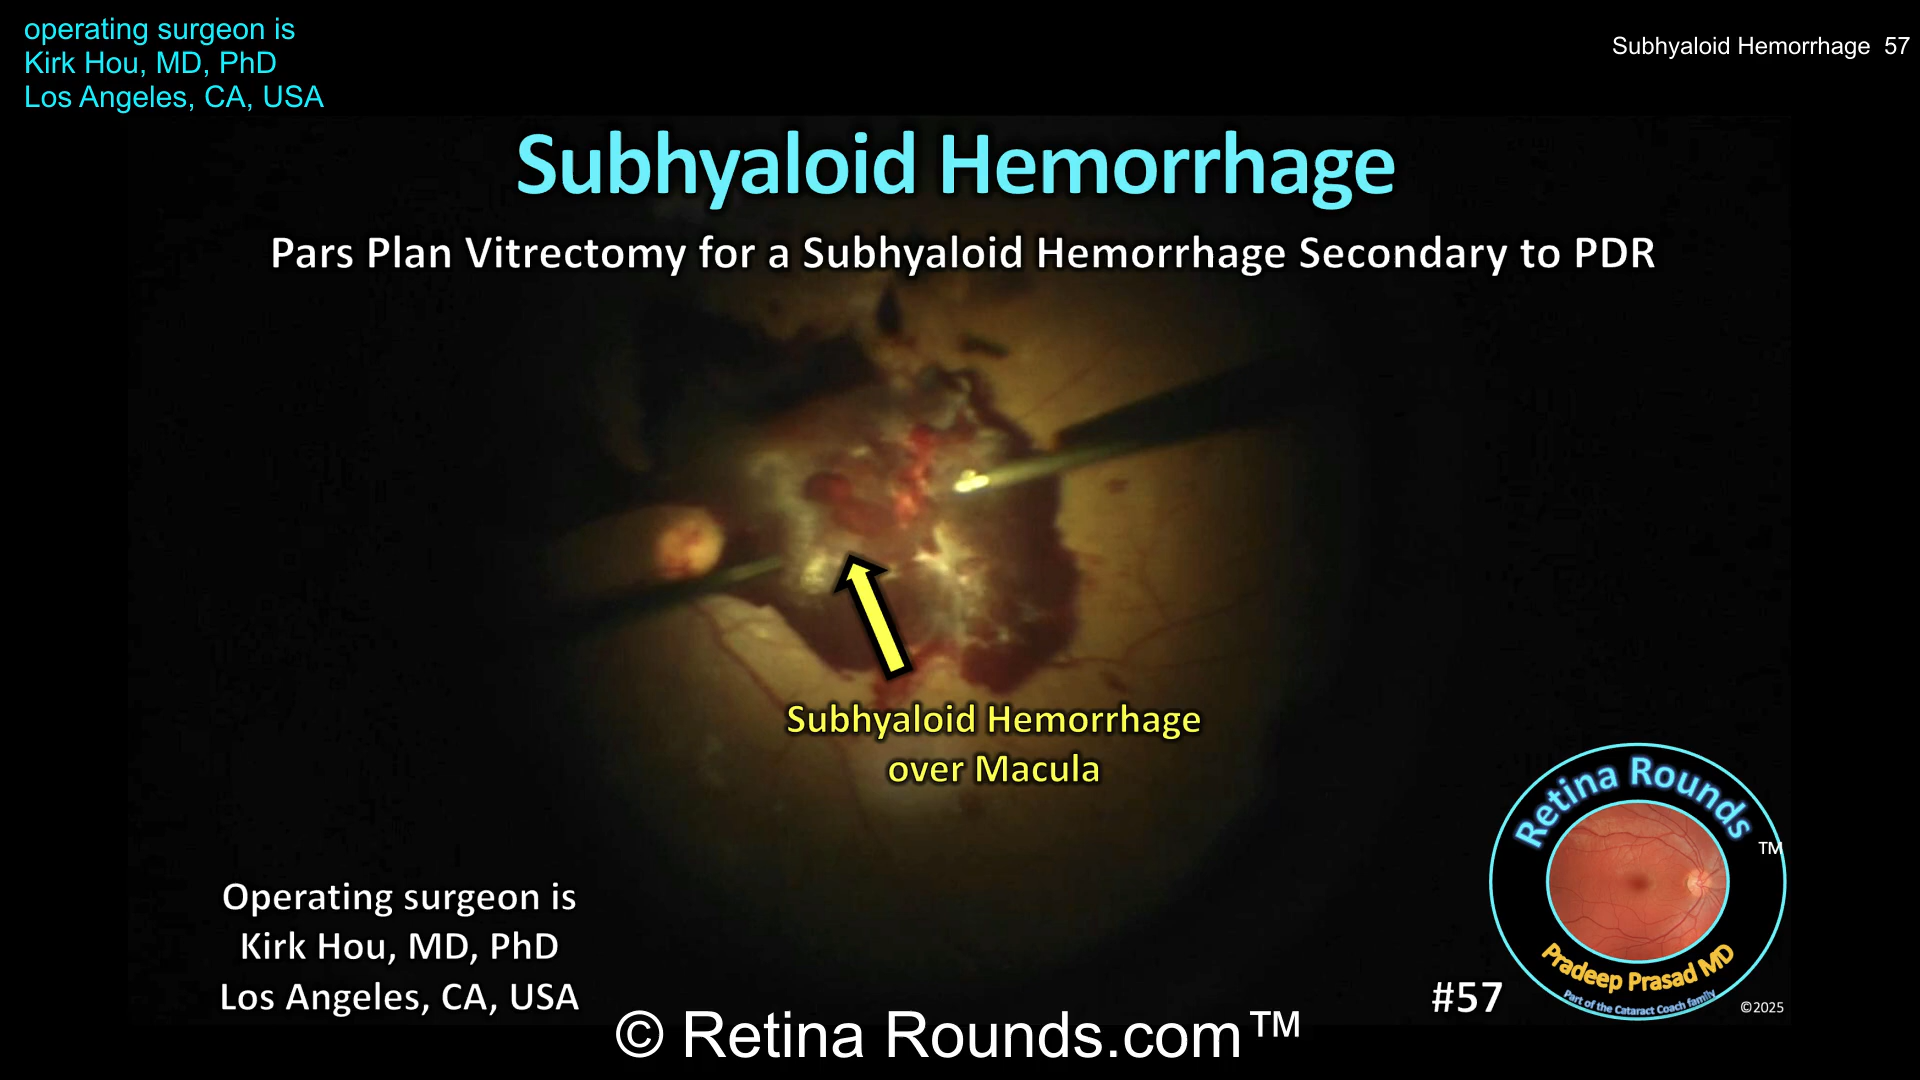 operating surgeon is
Kirk Hou, MD, PhD
Los Angeles, CA, USA
Subhyaloid Hemorrhage 57
Subhyaloid Hemorrhage
Pars Plan Vitrectomy for a Subhyaloid Hemorrhage Secondary to PDR
Subhyaloid Hemorrhage
over Macula
Operating surgeon is
Kirk Hou, MD, PhD
Los Angeles, CA, USA
Retina Rounds
TM
Pradeep Prasad MD
Part of the Cataract Coach family
#57
©2025
© Retina Rounds.com™